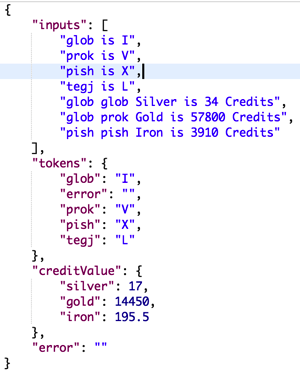 {
"inputs": [
"glob is I",
"prok is V",
"pish is X",
"tegj is L",
"glob glob Silver is 34 Credits",
"glob prok Gold is 57800 Credits",
"pish pish Iron is 3910 Credits"
],
"tokens": {
"glob": "I",
"error": "",
"prok": "V",
"pish": "X",
"tegj": "L"
},
"creditValue": {
"silver": 17,
"gold": 14450,
"iron": 195.5
},
"error": ""
}